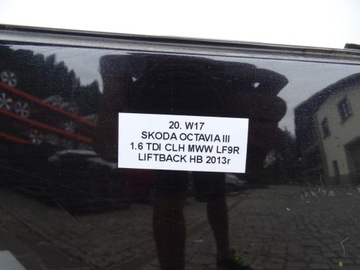 20. W17
SKODA OCTAVIA III
1.6 TDI CLH MWW LF9R
LIFTBACK HB 2013r